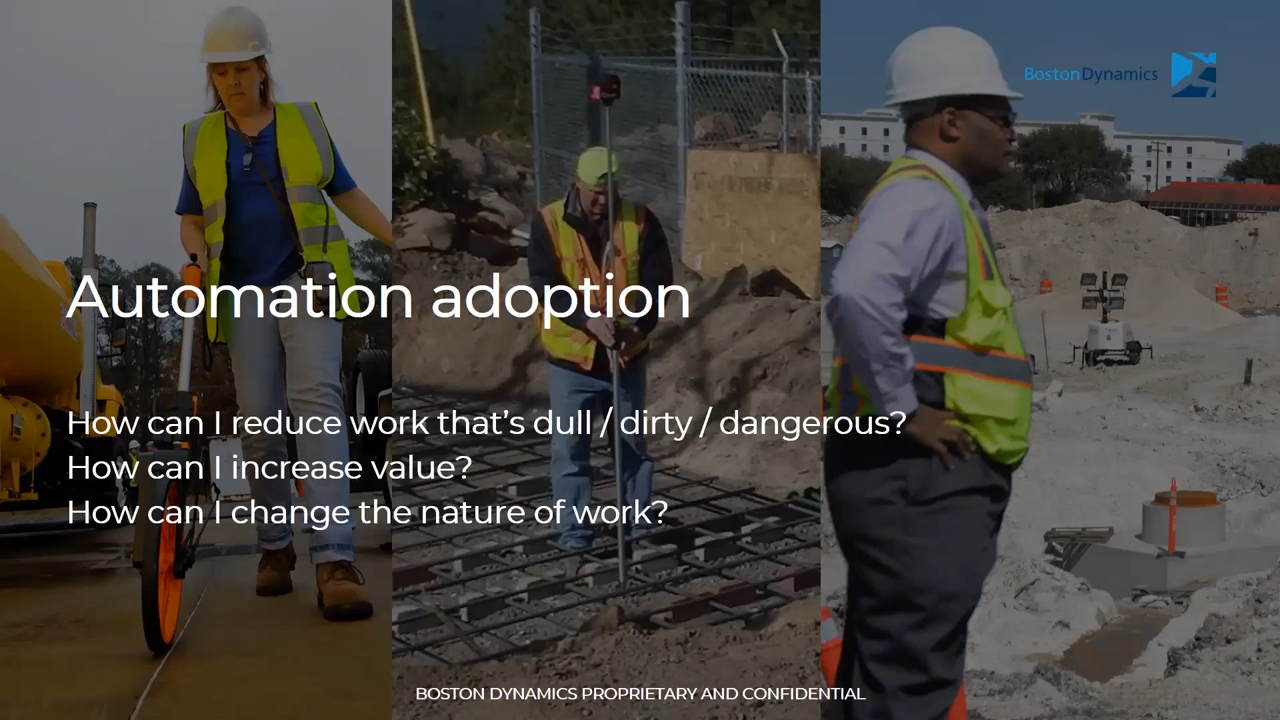 BostonDynamics
Automation adoption
How can I reduce work that’s dull / dirty / dangerous?
How can I increase value?
How can I change the nature of work?
BOSTON DYNAMICS PROPRIETARY AND CONFIDENTIAL